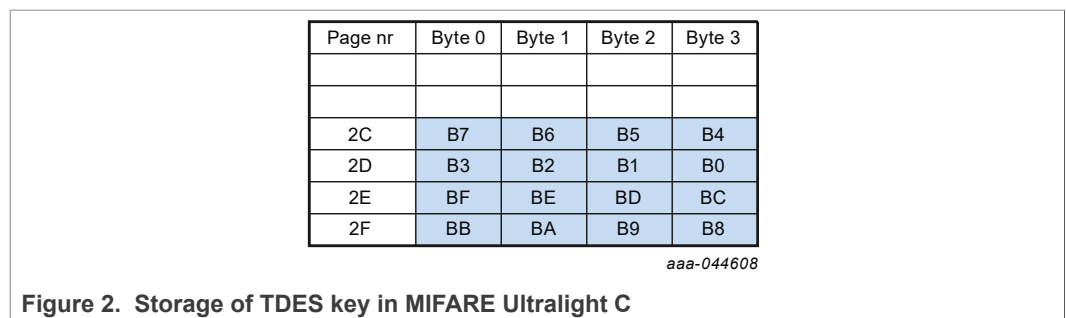 Page nr Byte 0 Byte 1 Byte 2 Byte 3
2C B7 B6 B5 B4
2D B3 B2 B1 B0
2E BF BE BD BC
2F BB BA B9 B8
aaa-044608
Figure 2. Storage of TDES key in MIFARE Ultralight C